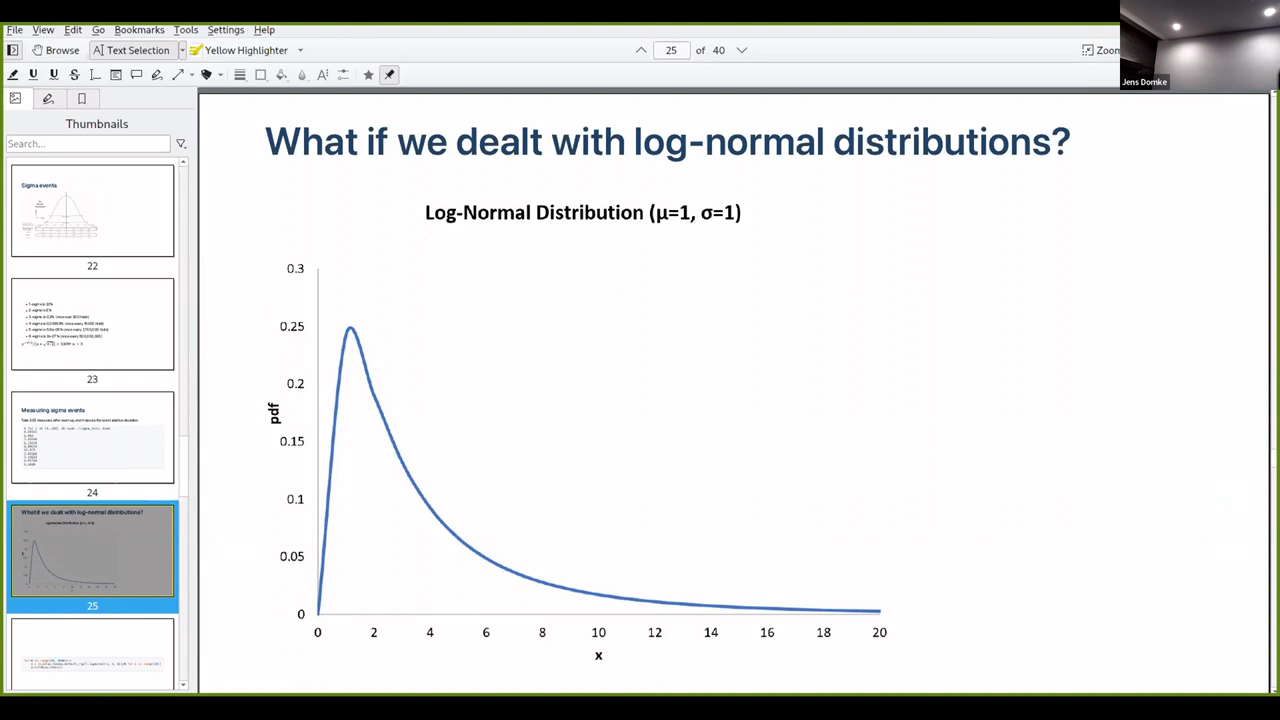 File View Edit Go Bookmarks Tools Settings Help
Browse Text Selection Yellow Highlighter 25 of 40 Zoom
Jens Domke
Thumbnails
Search...
Sigma events
22
23
Measuring sigma events
24
What if we dealt with log-normal distributions?
25
What if we dealt with log-normal distributions?
Log-Normal Distribution (μ=1, σ=1)
0.3
0.25
0.2
0.15
0.1
0.05
0
pdf
0 2 4 6 8 10 12 14 16 18 20
x